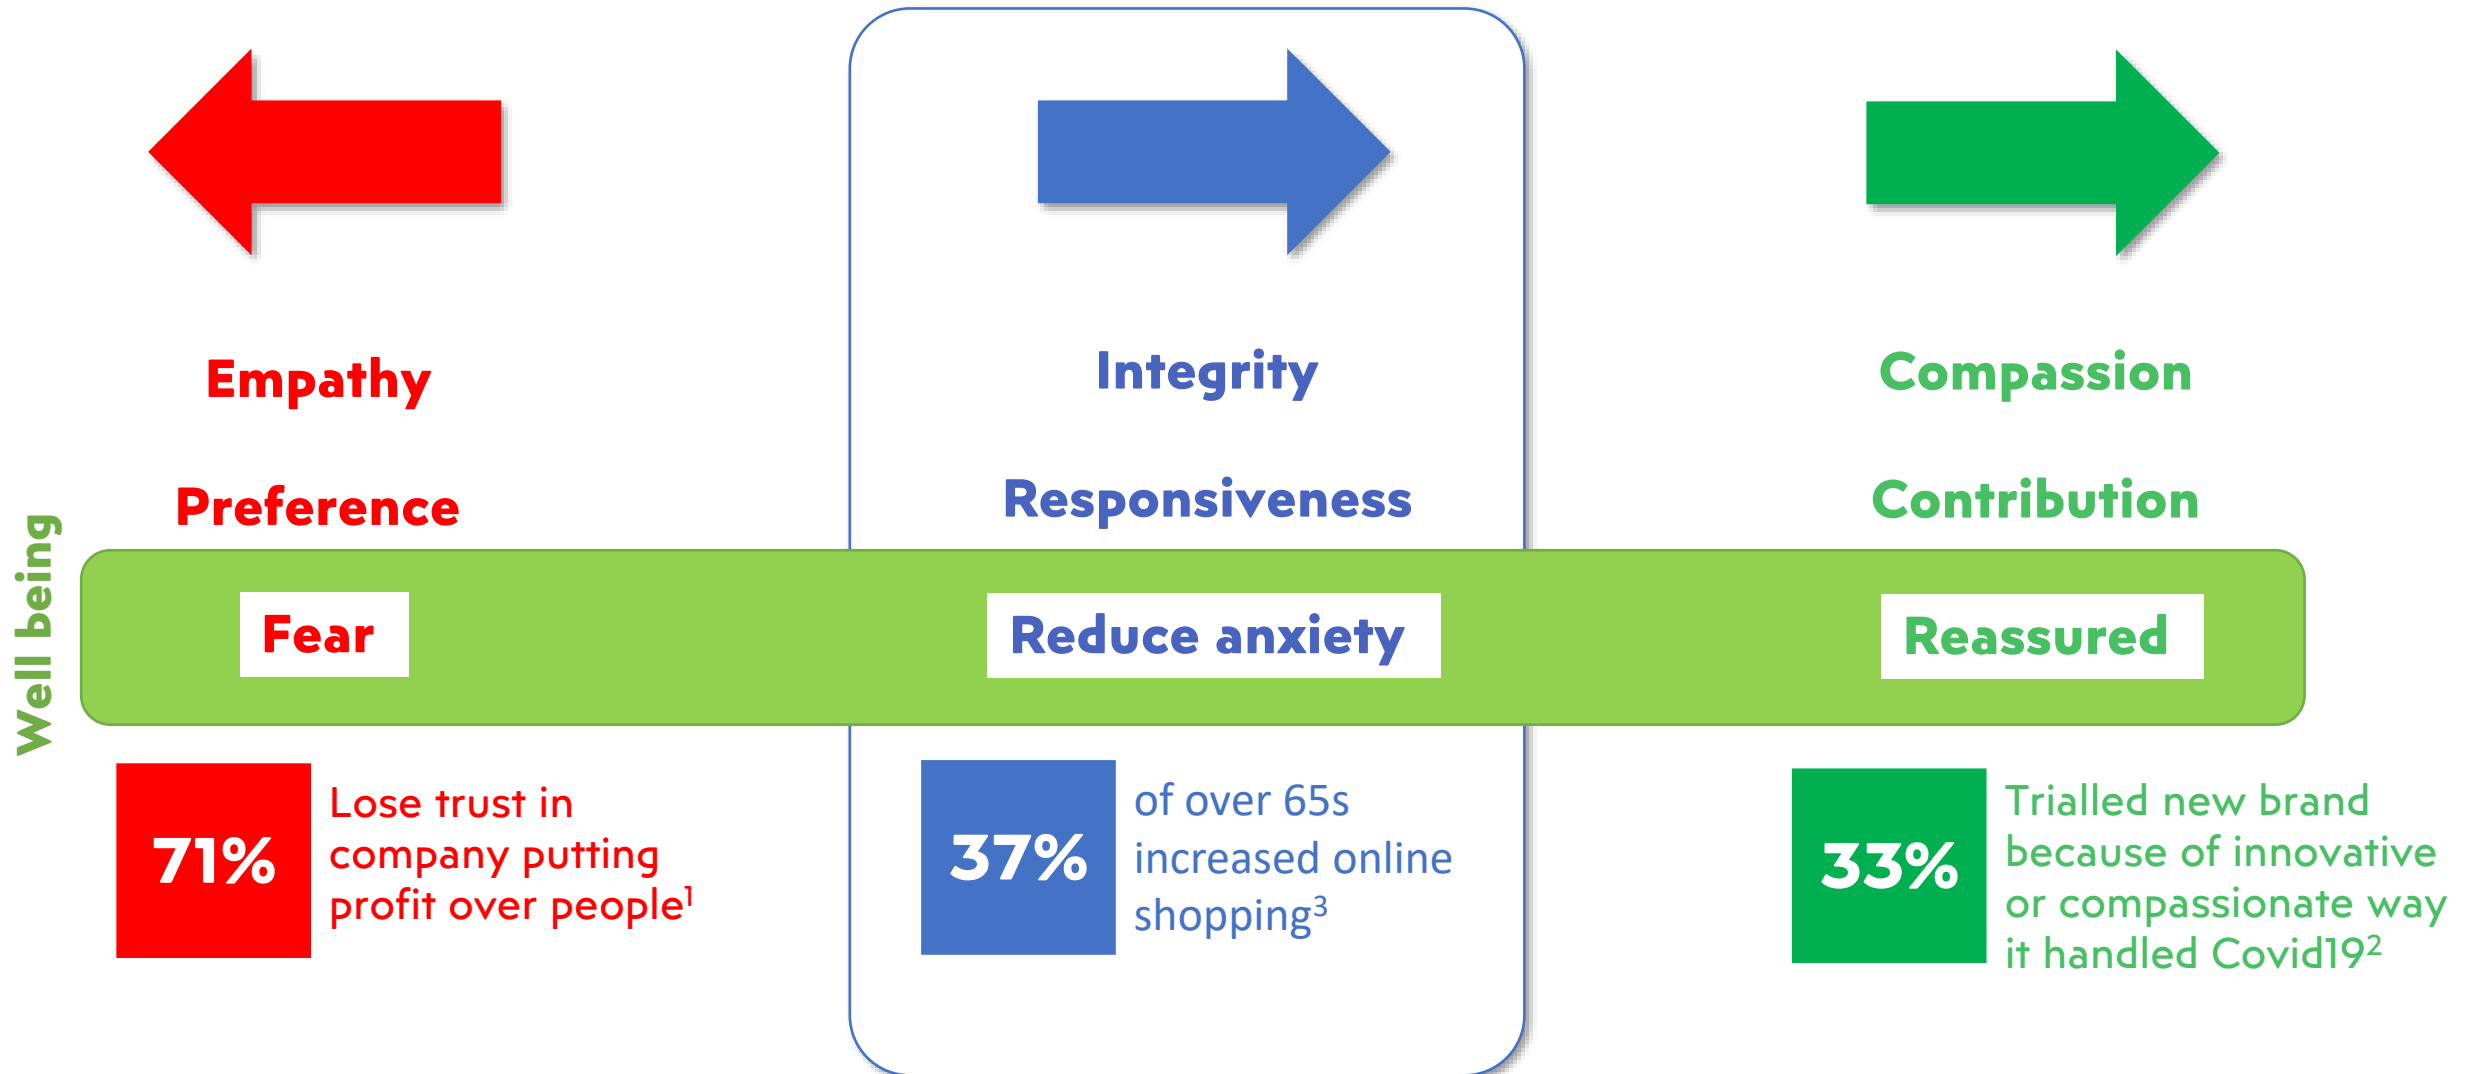 Empathy
Integrity
Compassion
Preference
Responsiveness
Contribution
Well being
Fear
Reduce anxiety
Reassured
71%
Lose trust in
company putting
profit over people¹
37%
of over 65s
increased online
shopping³
33%
Trialled new brand
because of innovative
or compassionate way
it handled Covid19²